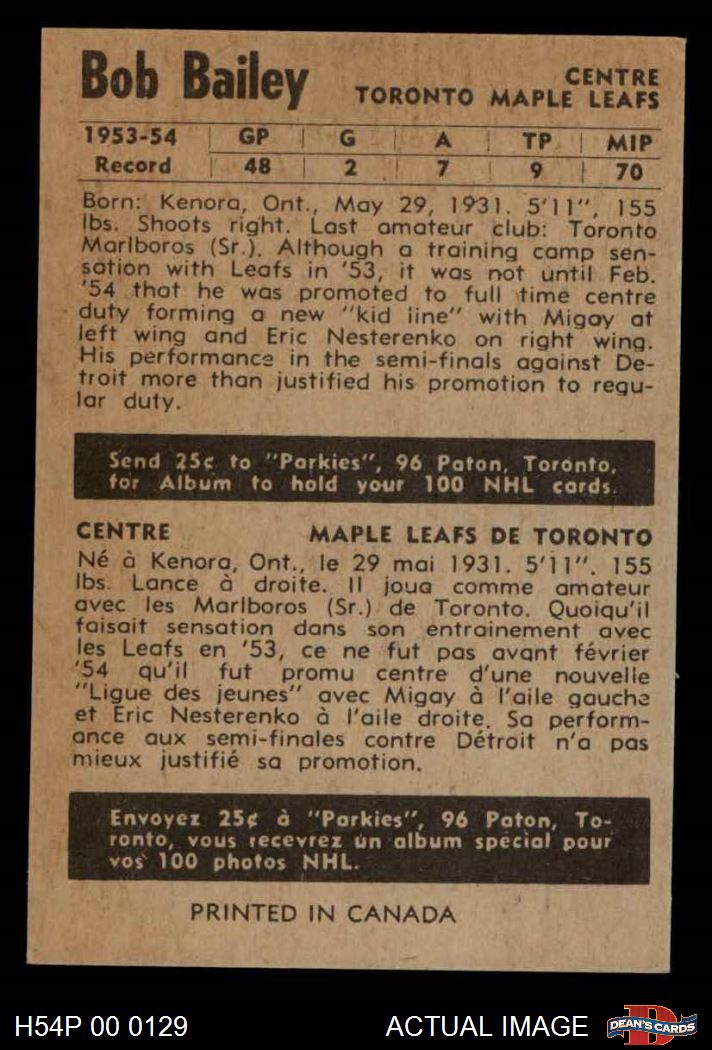 Bob Bailey
CENTRE
TORONTO MAPLE LEAFS
1953-54 GP G A TP MIP
Record 48 2 7 9 70
Born: Kenora, Ont., May 29, 1931. 5'11", 155
lbs. Shoots right. Last amateur club: Toronto
Marlboros (Sr.). Although a training camp sen-
sation with Leafs in '53, it was not until Feb.
'54 that he was promoted to full time centre
duty forming a new "kid line" with Migay at
left wing and Eric Nesterenko on right wing.
His performance in the semi-finals against De-
troit more than justified his promotion to regu-
lar duty.
Send 25¢ to "Parkies", 96 Paton, Toronto,
for Album to hold your 100 NHL cards.
CENTRE MAPLE LEAFS DE TORONTO
Né à Kenora, Ont., le 29 mai 1931. 5'11". 155
lbs. Lance à droite. Il joua comme amateur
avec les Marlboros (Sr.) de Toronto. Quoiqu'il
faisait sensation dans son entrainement avec
les Leafs en '53, ce ne fut pas avant février
'54 qu'il fut promu centre d'une nouvelle
"Ligue des jeunes" avec Migay à l'aile gauche
et Eric Nesterenko à l'aile droite. Sa perform-
ance aux semi-finales contre Détroit n'a pas
mieux justifié sa promotion.
Envoyez 25¢ à "Parkies", 96 Paton, To-
ronto, vous recevrez un album spécial pour
vos 100 photos NHL.
PRINTED IN CANADA
H54P 00 0129 ACTUAL IMAGE
D
DEAN'S CARDS